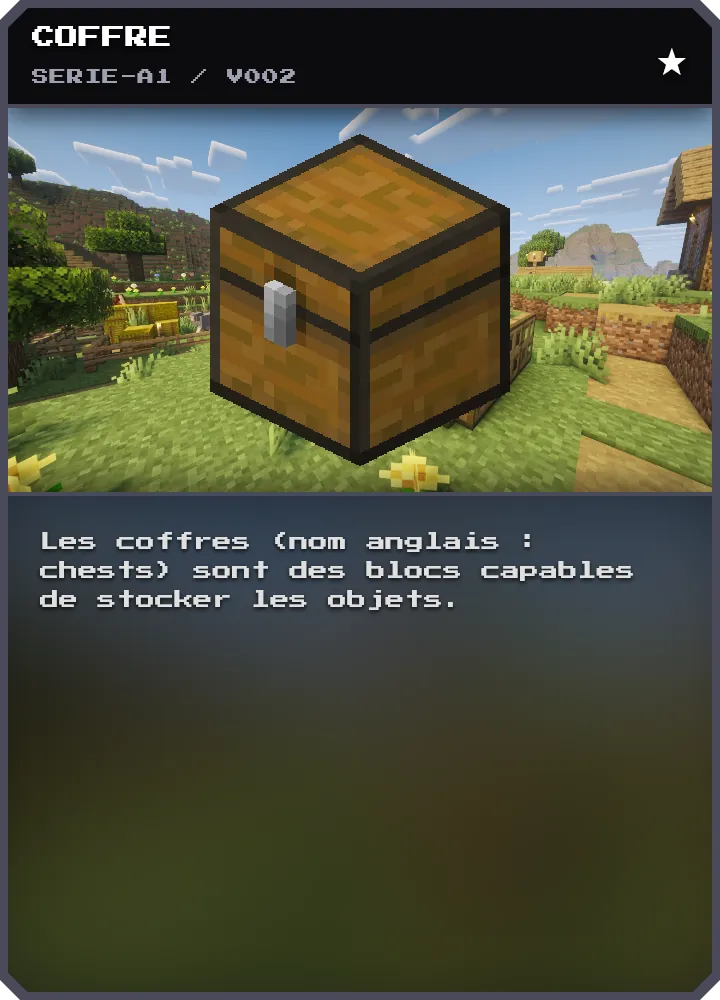 COFFRE
SERIE-A1 / V002
Les coffres (nom anglais :
chests) sont des blocs capables
de stocker les objets.